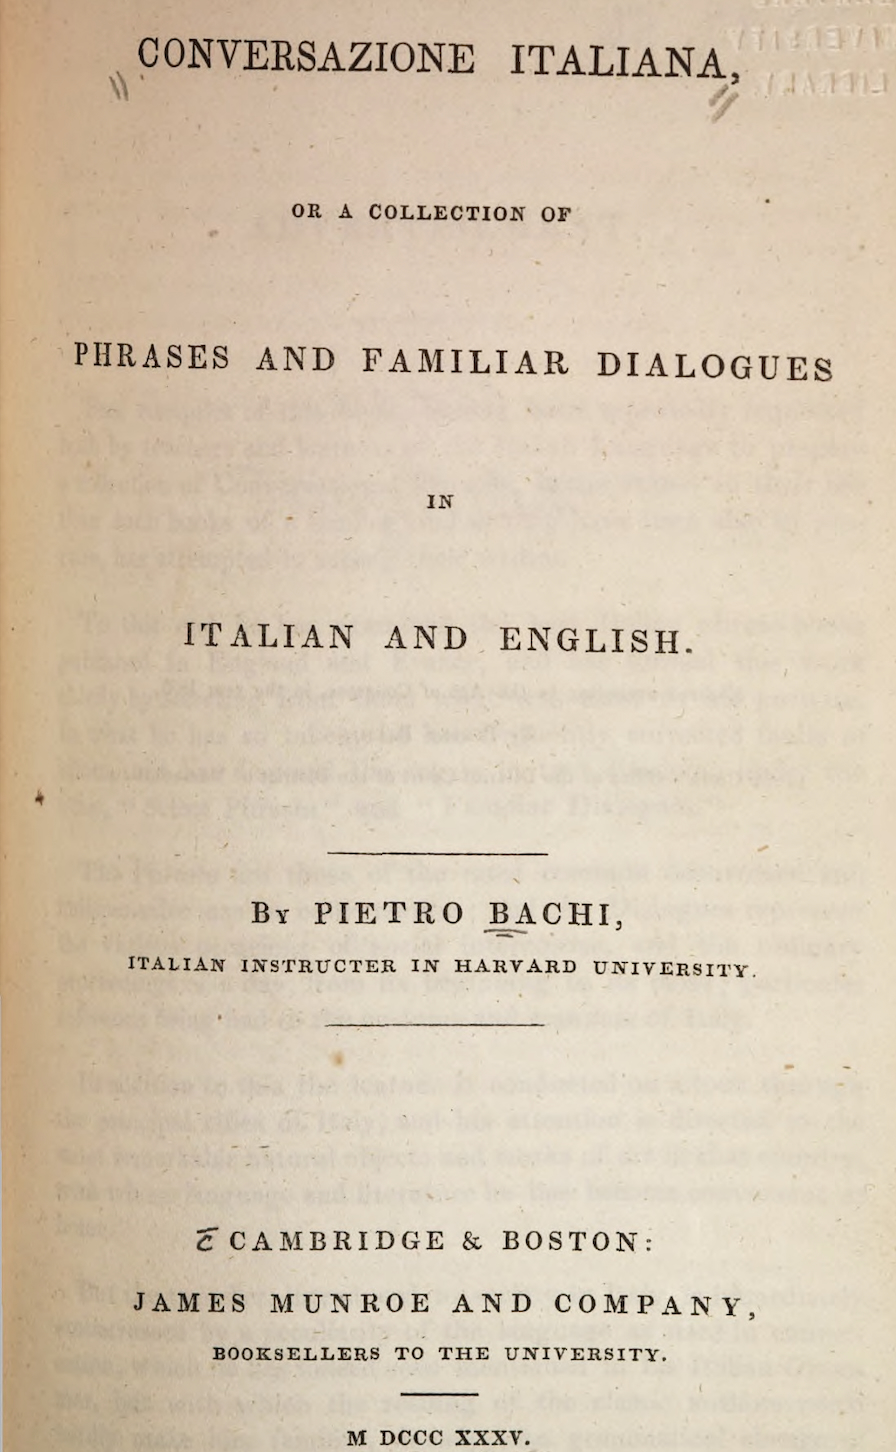 CONVERSAZIONE ITALIANA,
OR A COLLECTION OF
PHRASES AND FAMILIAR DIALOGUES
IN
ITALIAN AND ENGLISH.
BY PIETRO BACHI,
ITALIAN INSTRUCTER IN HARVARD UNIVERSITY.
CAMBRIDGE & BOSTON:
JAMES MUNROE AND COMPANY,
BOOKSELLERS TO THE UNIVERSITY.
M DCCC XXXV.